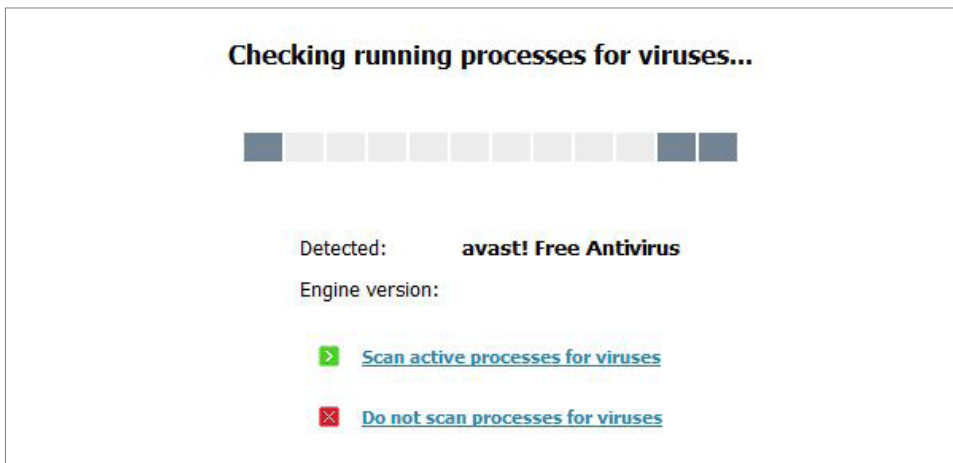 Checking running processes for viruses...
Detected: avast! Free Antivirus
Engine version:
Scan active processes for viruses
Do not scan processes for viruses